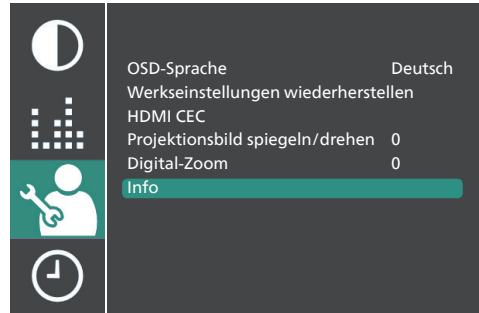 OSD-Sprache Deutsch
Werkseinstellungen wiederherstellen
HDMI CEC
Projektionsbild spiegeln/drehen 0
Digital-Zoom 0
Info